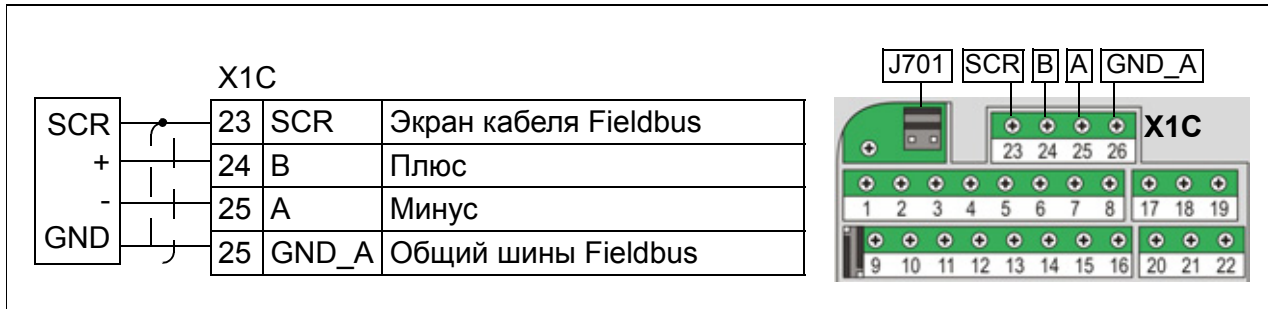 X1C
SCR
+
-
GND
23 SCR Экран кабеля Fieldbus
24 B Плюс
25 A Минус
25 GND_A Общий шины Fieldbus
J701 SCR B A GND_A
X1C
23 24 25 26
1 2 3 4 5 6 7 8 17 18 19
9 10 11 12 13 14 15 16 20 21 22